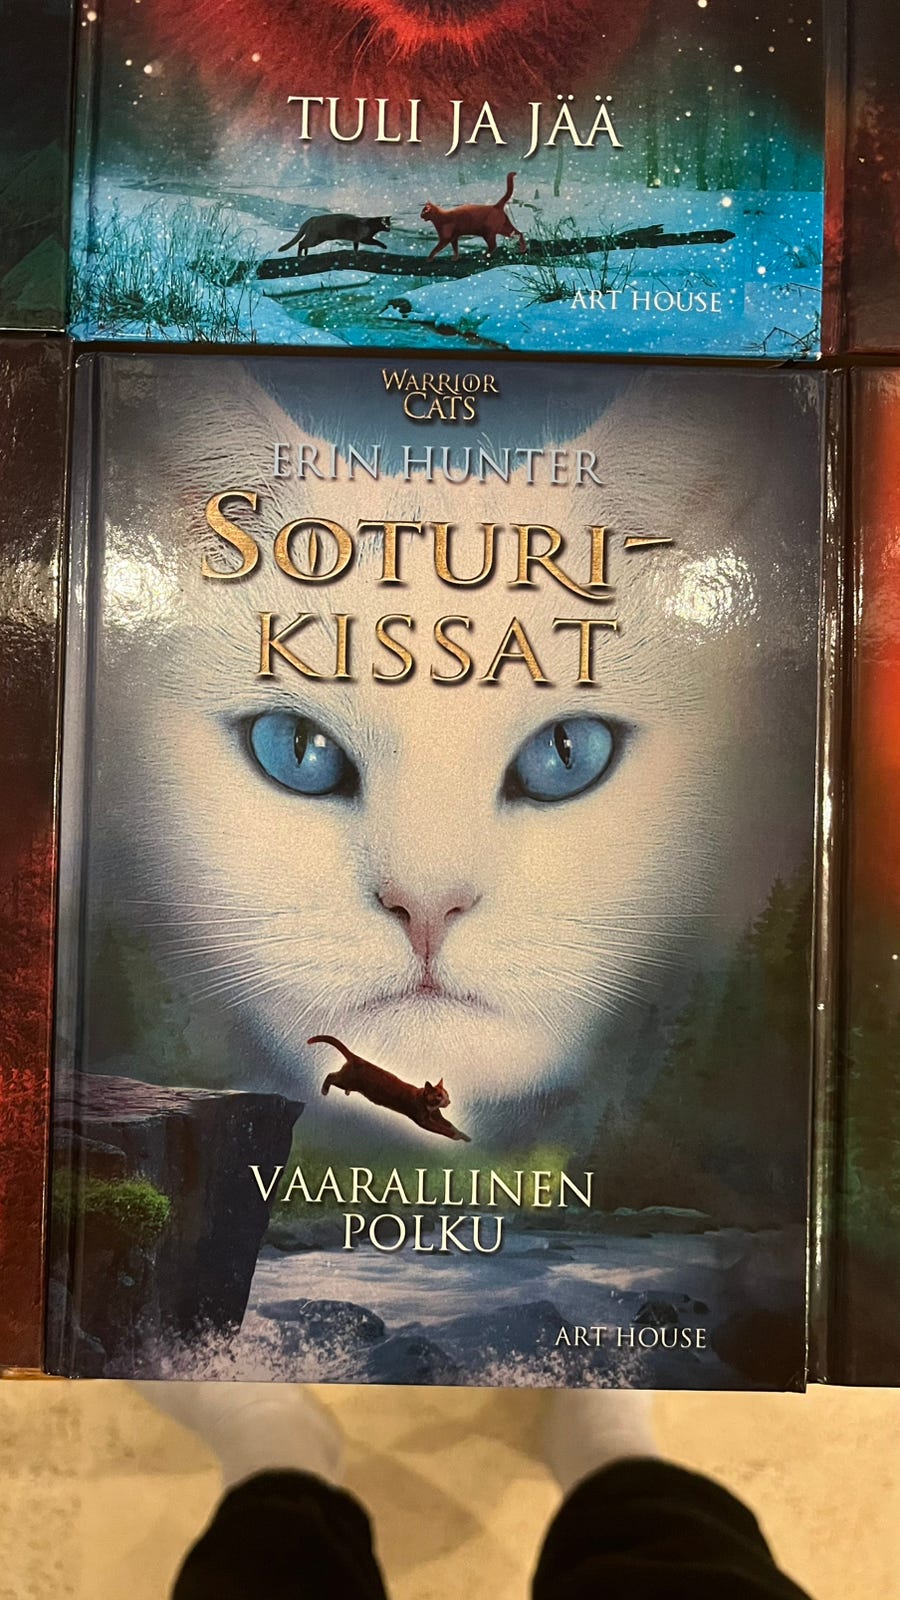 TULI JA JÄÄ
ART HOUSE
WARRIOR
CATS
ERIN HUNTER
SOTURI-
KISSAT
VAARALLINEN
POLKU
ART HOUSE